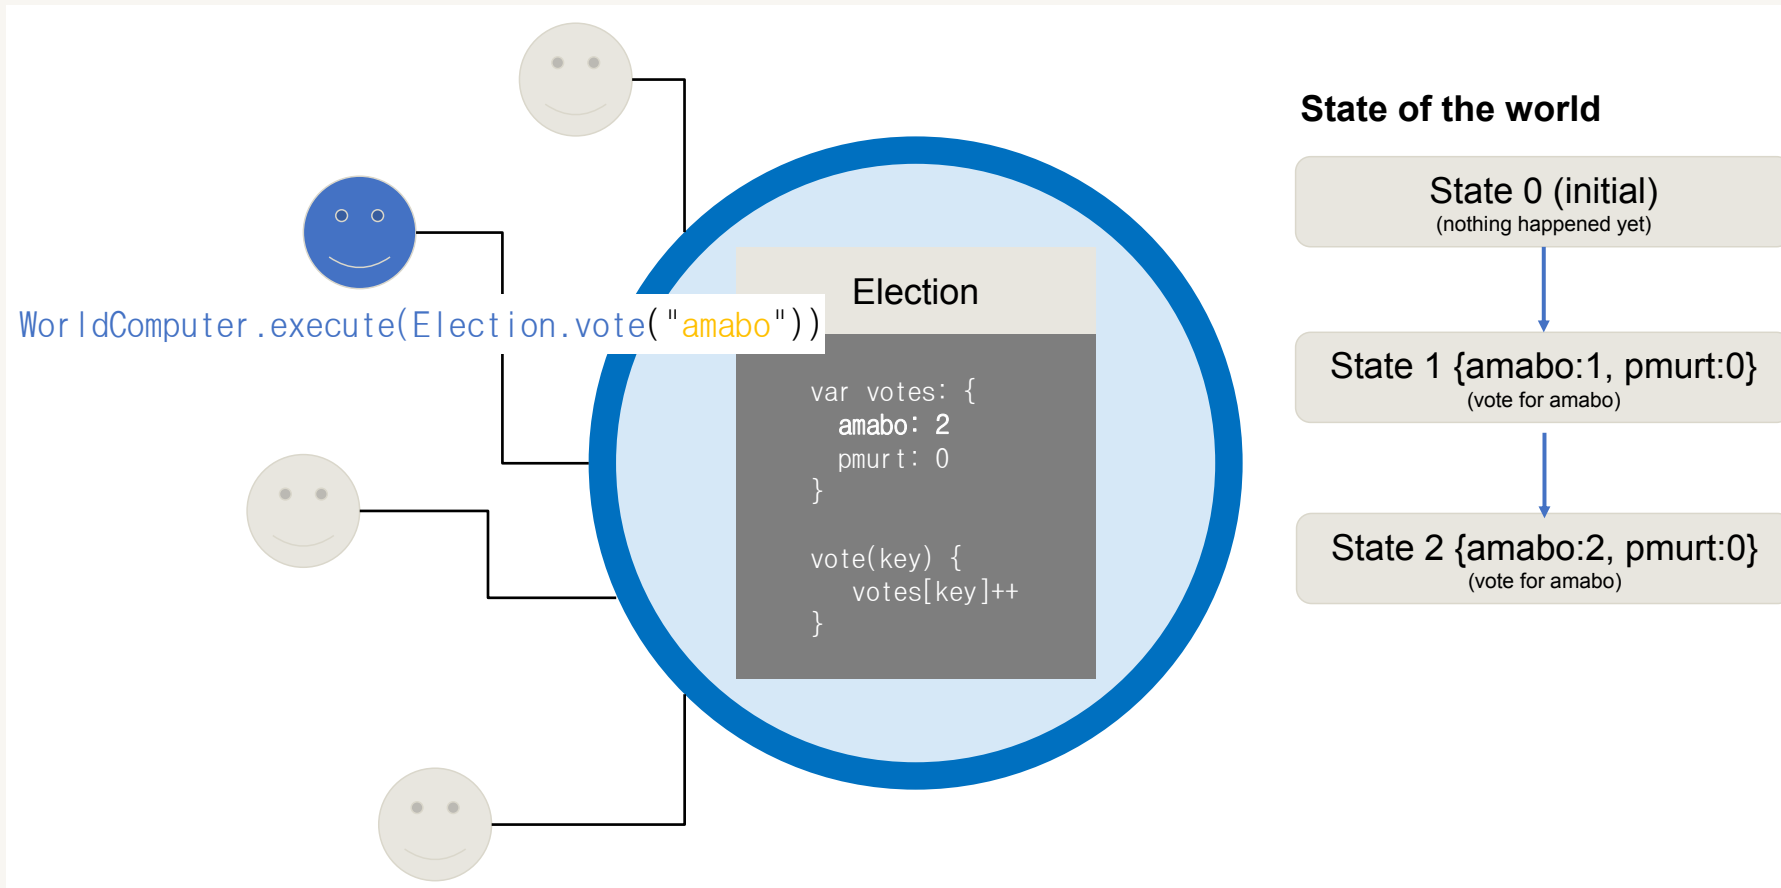 State of the world
State 0 (initial)
(nothing happened yet)
Election
WorldComputer.execute(Election.vote("amabo"))
State 1 {amabo:1, pmurt:0}
(vote for amabo)
var votes: {
amabo: 2
pmurt: 0
}
State 2 {amabo:2, pmurt:0}
(vote for amabo)
vote(key) {
votes[key]++
}